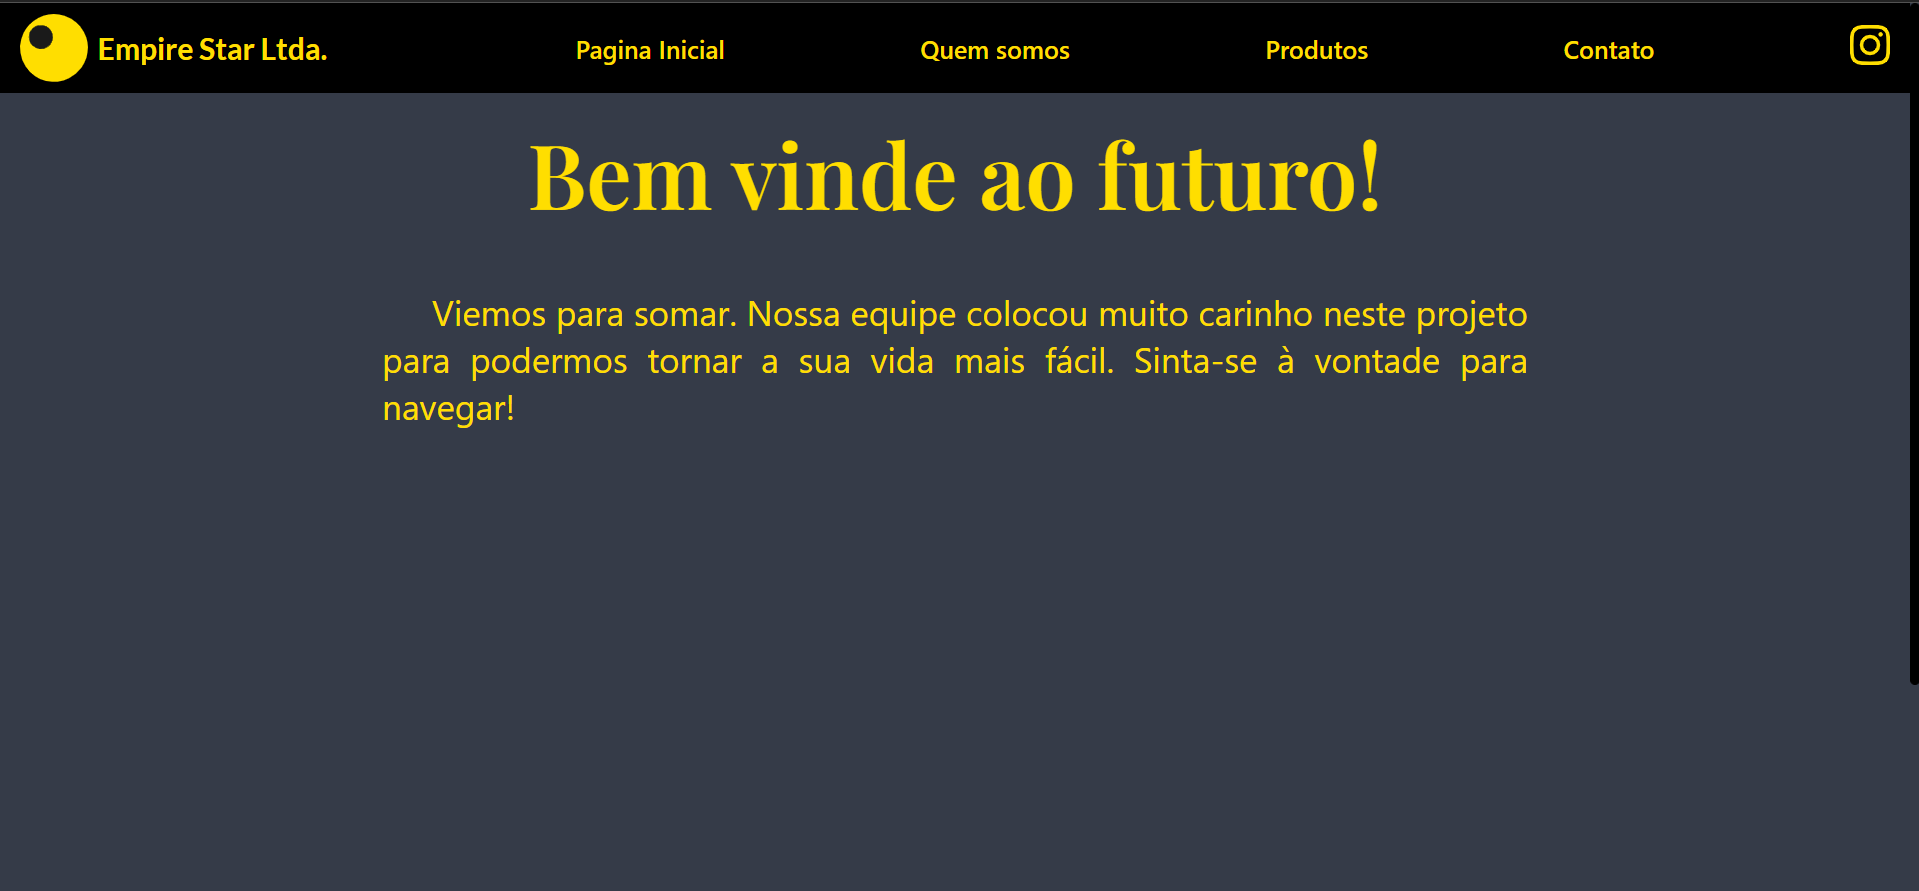 Empire Star Ltda.
Pagina Inicial
Quem somos
Produtos
Contato
Bem vinde ao futuro!
Viemos para somar. Nossa equipe colocou muito carinho neste projeto
para podermos tornar a sua vida mais fácil. Sinta-se à vontade para
navegar!